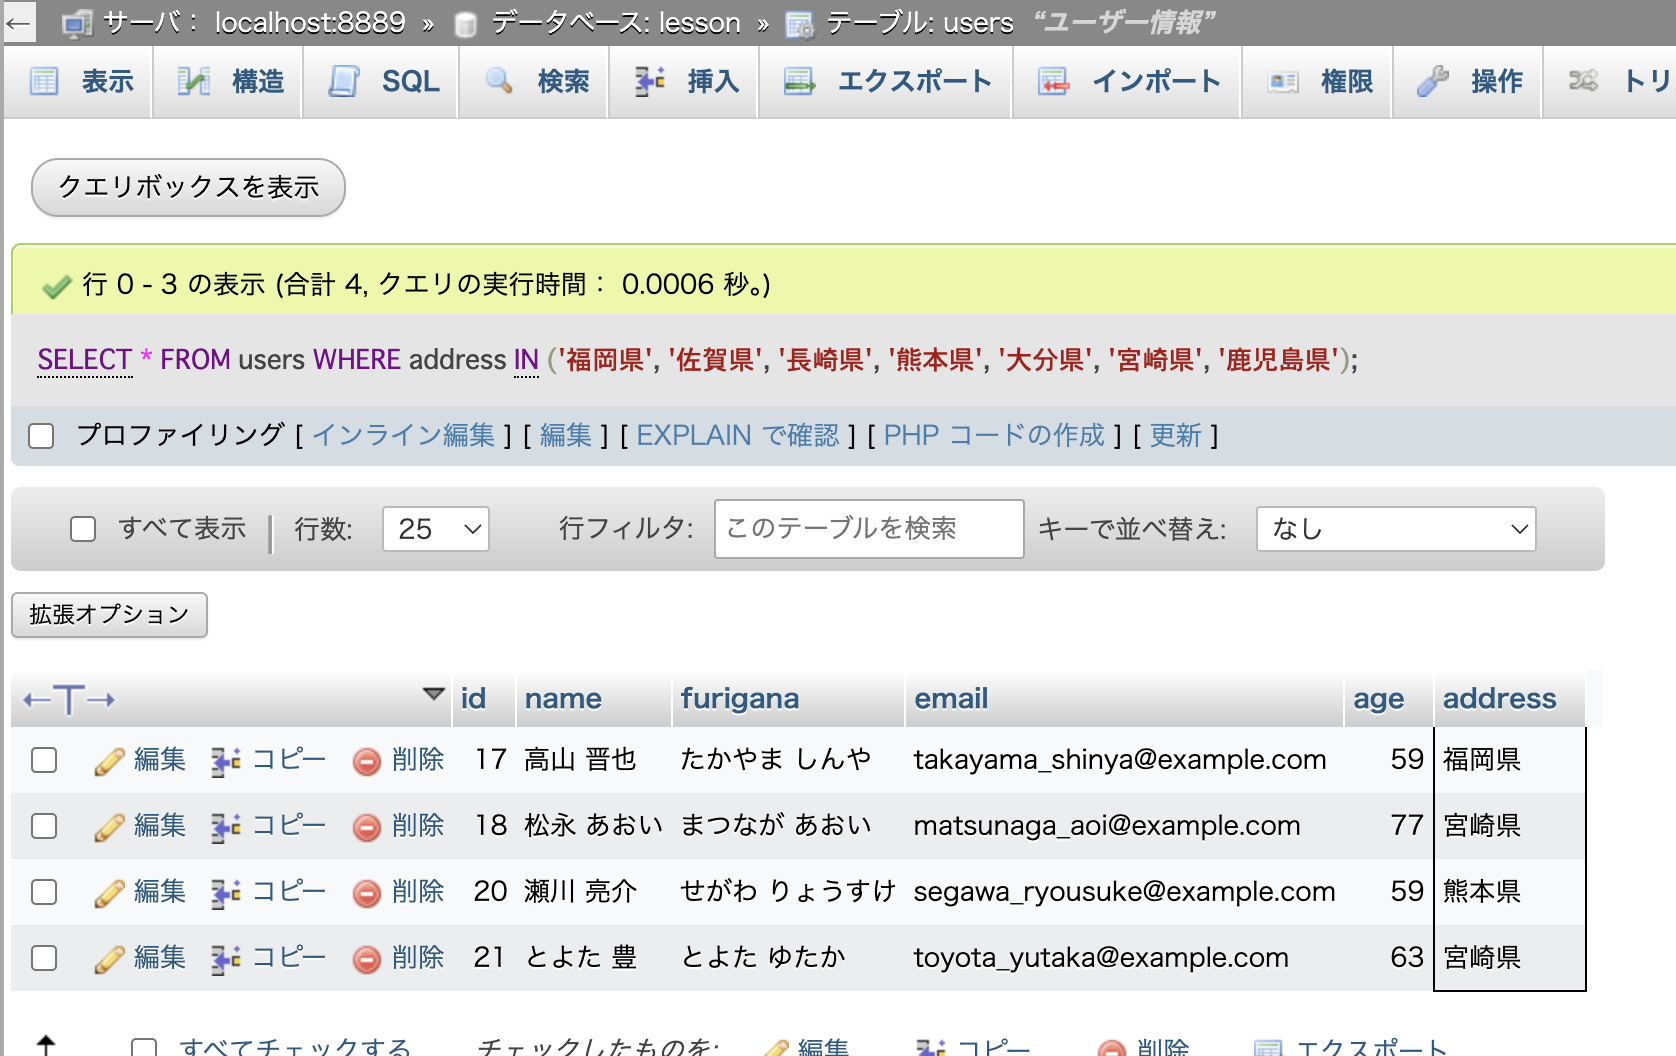 ← サーバ: localhost:8889 » データベース: lesson » テーブル: users “ユーザー情報”
表示 構造 SQL 検索 挿入 エクスポート インポート 権限 操作 トリ
クエリボックスを表示
行 0 - 3 の表示 (合計 4, クエリの実行時間: 0.0006 秒。)
SELECT * FROM users WHERE address IN ('福岡県', '佐賀県', '長崎県', '熊本県', '大分県', '宮崎県', '鹿児島県');
プロファイリング [ インライン編集 ] [ 編集 ] [ EXPLAIN で確認 ] [ PHP コードの作成 ] [ 更新 ]
すべて表示 行数: 25 行フィルタ: このテーブルを検索 キーで並べ替え: なし
拡張オプション
←T→ id name furigana email age address
編集 コピー 削除 17 高山 晋也 たかやま しんや takayama_shinya@example.com 59 福岡県
編集 コピー 削除 18 松永 あおい まつなが あおい matsunaga_aoi@example.com 77 宮崎県
編集 コピー 削除 20 瀬川 亮介 せがわ りょうすけ segawa_ryousuke@example.com 59 熊本県
編集 コピー 削除 21 とよた 豊 とよた ゆたか toyota_yutaka@example.com 63 宮崎県
すべてチェックする チェックしたものを: 編集 コピー 削除 エクスポート